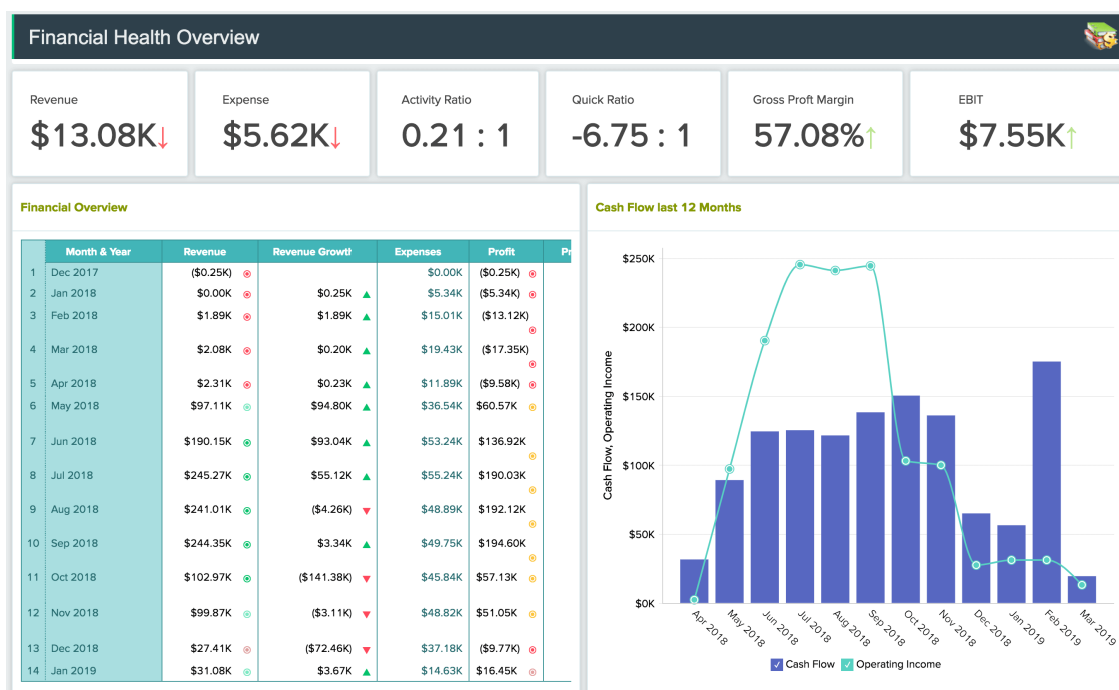 Financial Health Overview
Revenue
$13.08K↓
Expense
$5.62K↓
Activity Ratio
0.21 : 1
Quick Ratio
-6.75 : 1
Gross Proft Margin
57.08%↑
EBIT
$7.55K↑
Financial Overview
Month & Year Revenue Revenue Growth Expenses Profit Pr
1 Dec 2017 ($0.25K) $0.00K ($0.25K)
2 Jan 2018 $0.00K $0.25K $5.34K ($5.34K)
3 Feb 2018 $1.89K $1.89K $15.01K ($13.12K)
4 Mar 2018 $2.08K $0.20K $19.43K ($17.35K)
5 Apr 2018 $2.31K $0.23K $11.89K ($9.58K)
6 May 2018 $97.11K $94.80K $36.54K $60.57K
7 Jun 2018 $190.15K $93.04K $53.24K $136.92K
8 Jul 2018 $245.27K $55.12K $55.24K $190.03K
9 Aug 2018 $241.01K ($4.26K) $48.89K $192.12K
10 Sep 2018 $244.35K $3.34K $49.75K $194.60K
11 Oct 2018 $102.97K ($141.38K) $45.84K $57.13K
12 Nov 2018 $99.87K ($3.11K) $48.82K $51.05K
13 Dec 2018 $27.41K ($72.46K) $37.18K ($9.77K)
14 Jan 2019 $31.08K $3.67K $14.63K $16.45K
Cash Flow last 12 Months
Cash Flow, Operating Income
$250K
$200K
$150K
$100K
$50K
$0K
Apr 2018 May 2018 Jun 2018 Jul 2018 Aug 2018 Sep 2018 Oct 2018 Nov 2018 Dec 2018 Jan 2019 Feb 2019 Mar 2019
Cash Flow Operating Income